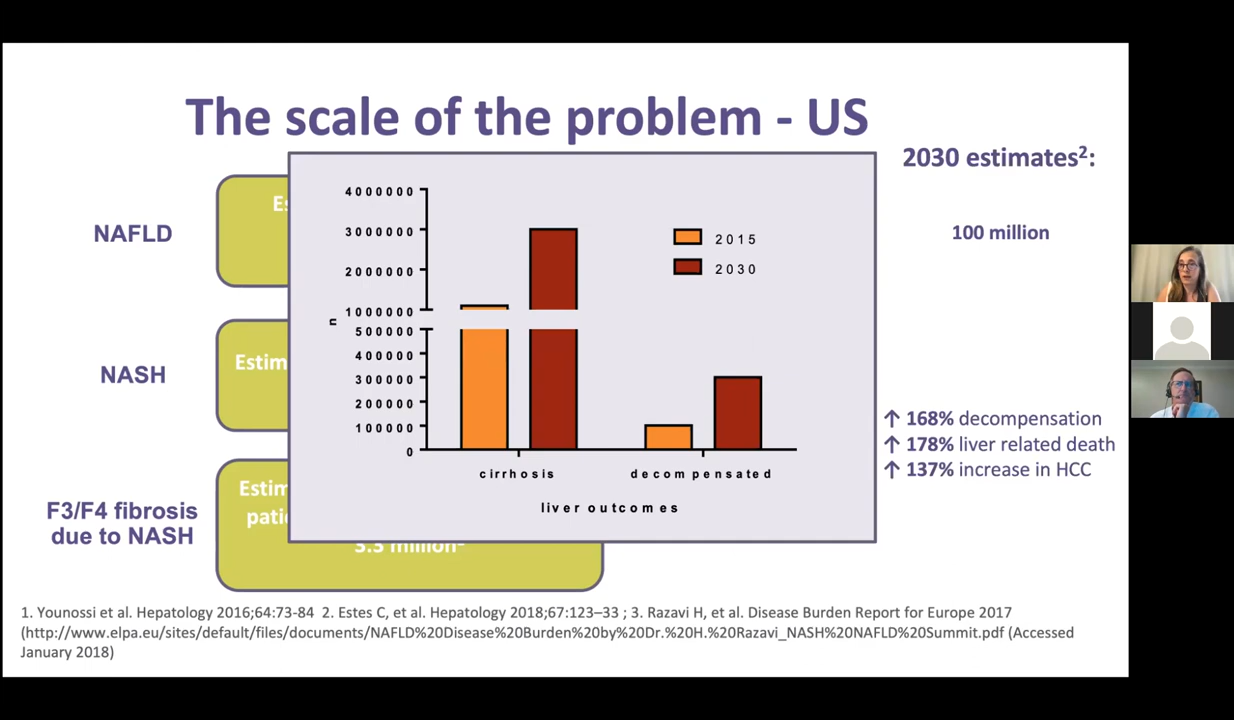 The scale of the problem - US
2030 estimates2:
NAFLD
100 million
NASH
Estim
F3/F4 fibrosis
due to NASH
Estim
3.3 million
4000000
3000000
2000000
1000000
500000
400000
300000
200000
100000
0
n
2015
2030
cirrhosis
decompensated
liver outcomes
↑ 168% decompensation
↑ 178% liver related death
↑ 137% increase in HCC
1. Younossi et al. Hepatology 2016;64:73-84 2. Estes C, et al. Hepatology 2018;67:123–33 ; 3. Razavi H, et al. Disease Burden Report for Europe 2017
(http://www.elpa.eu/sites/default/files/documents/NAFLD%20Disease%20Burden%20by%20Dr.%20H.%20Razavi_NASH%20NAFLD%20Summit.pdf (Accessed
January 2018)